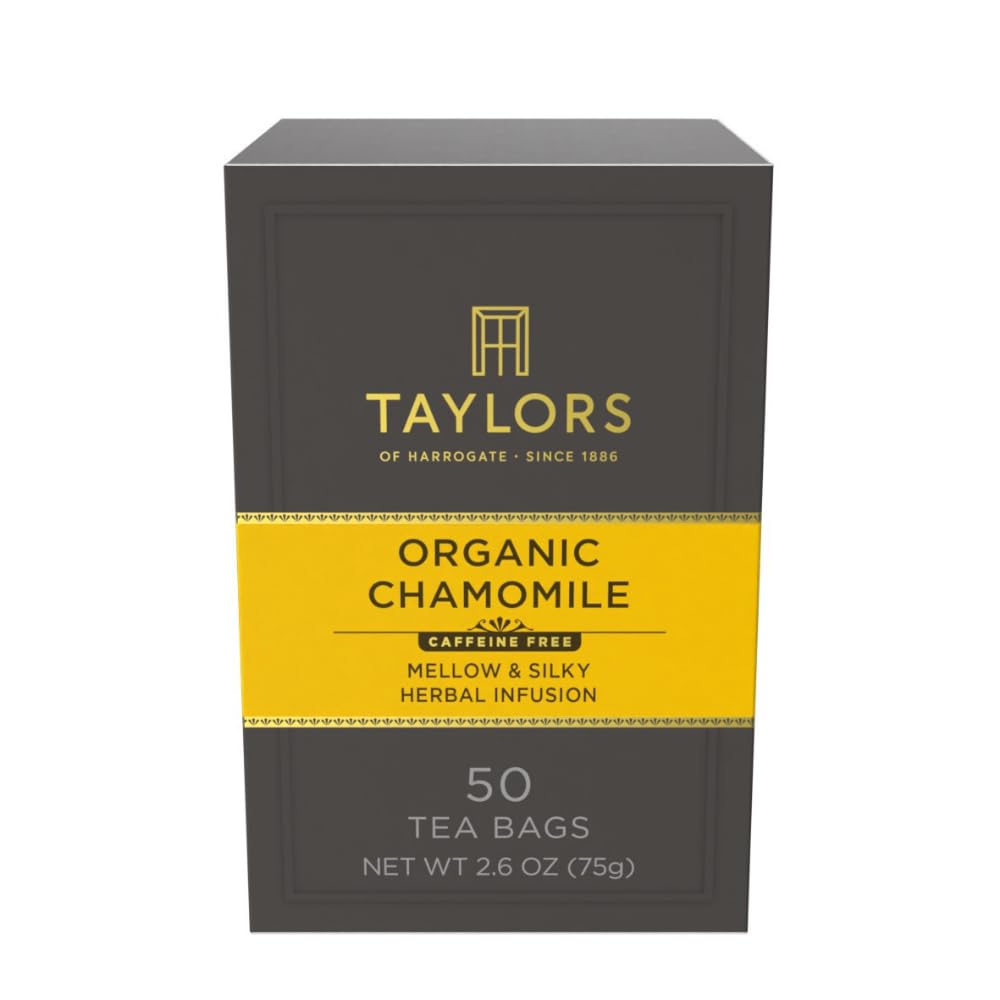 TAYLORS
OF HARROGATE · SINCE 1886
ORGANIC
CHAMOMILE
CAFFEINE FREE
MELLOW & SILKY
HERBAL INFUSION
50
TEA BAGS
NET WT 2.6 OZ (75g)